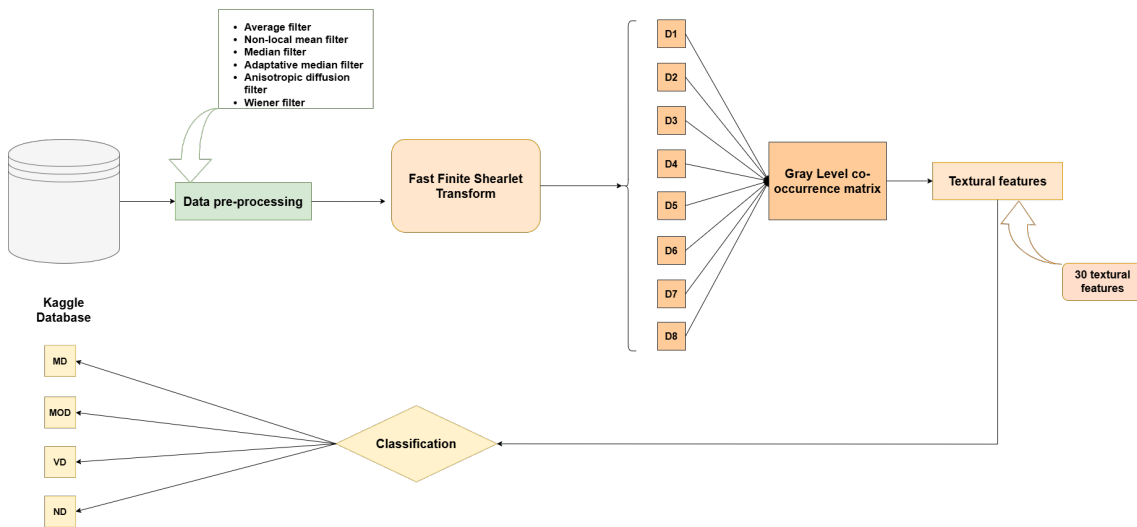 • Average filter
• Non-local mean filter
• Median filter
• Adaptative median filter
• Anisotropic diffusion
filter
• Wiener filter
Data pre-processing
Fast Finite Shearlet
Transform
D1
D2
D3
D4
D5
D6
D7
D8
Gray Level co-
occurrence matrix
Textural features
30 textural
features
Kaggle
Database
MD
MOD
VD
ND
Classification